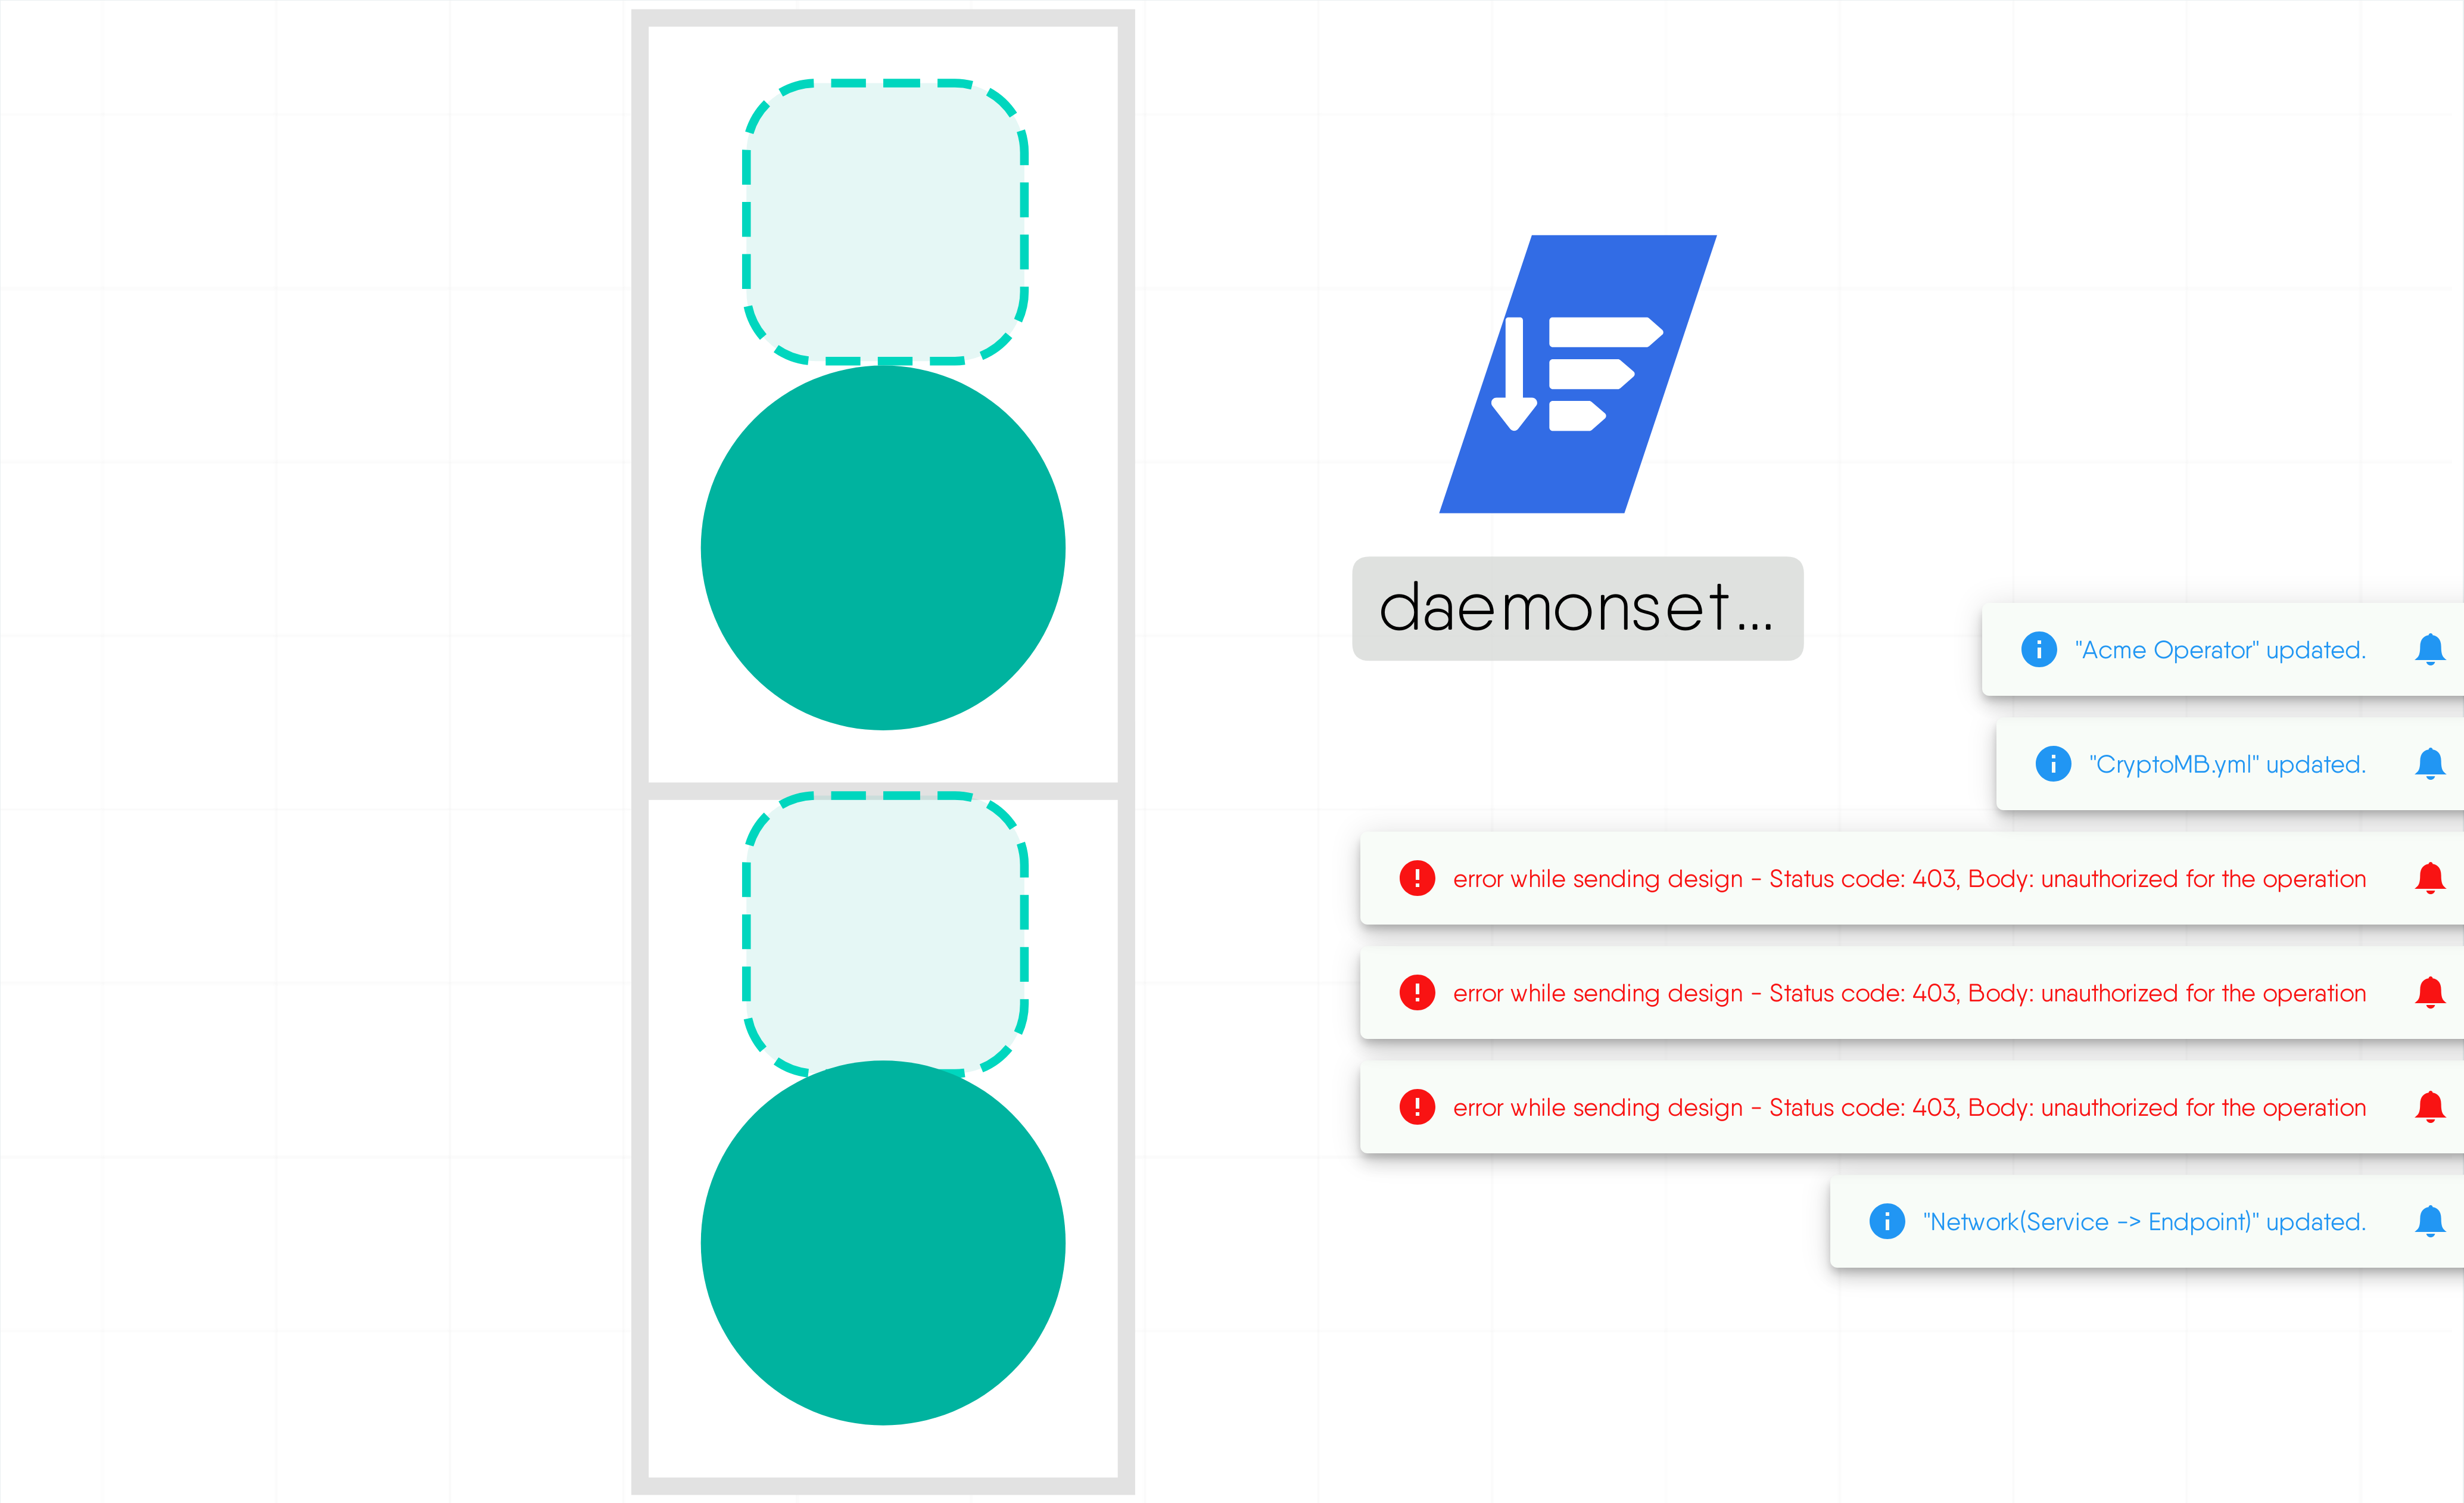 daemonset...
"Acme Operator" updated.
"CryptoMB.yml" updated.
error while sending design - Status code: 403, Body: unauthorized for the operation
error while sending design - Status code: 403, Body: unauthorized for the operation
error while sending design - Status code: 403, Body: unauthorized for the operation
"Network(Service -> Endpoint)" updated.